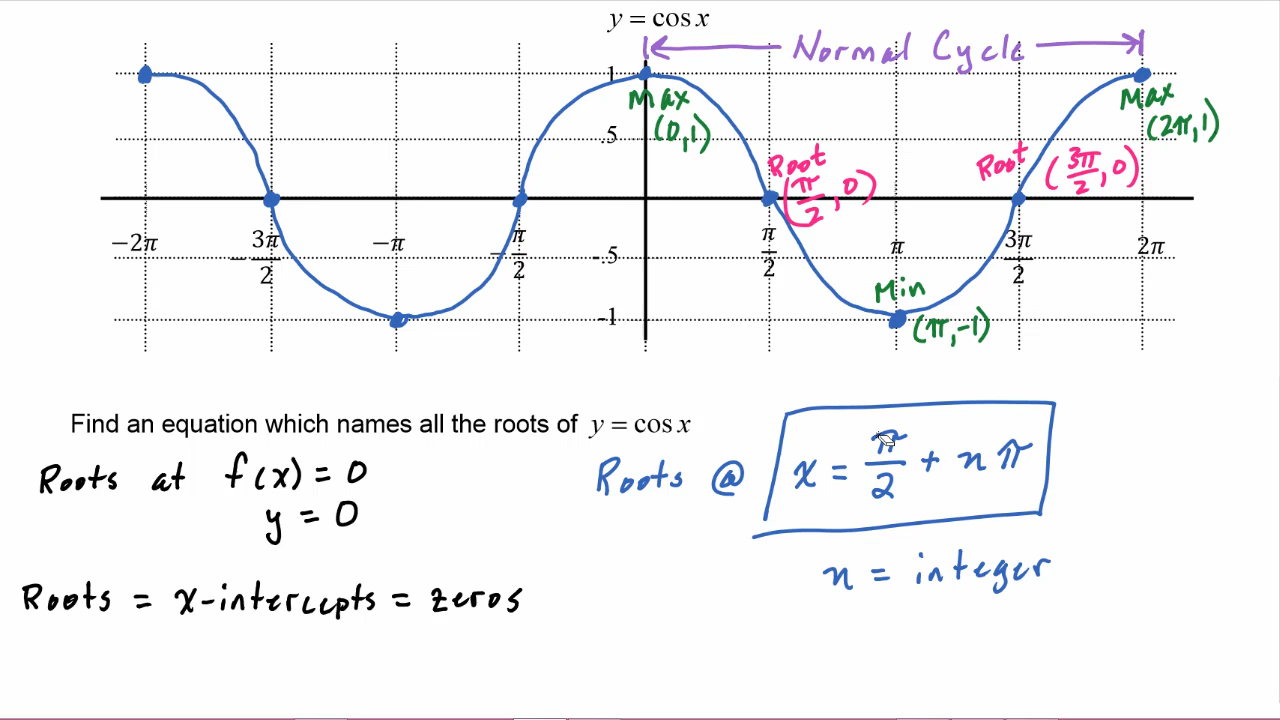 y = cos x
Normal Cycle
1
Max
(0,1)
Max
(2π,1)
.5
Root
(π/2, 0)
Root
(3π/2, 0)
−2π
−3π/2
−π
−π/2
π/2
π
3π/2
2π
-.5
Min
(π,-1)
-1
Find an equation which names all the roots of y = cos x
Roots at f(x) = 0
y = 0
Roots @ x = π/2 + nπ
n = integer
Roots = x-intercepts = zeros